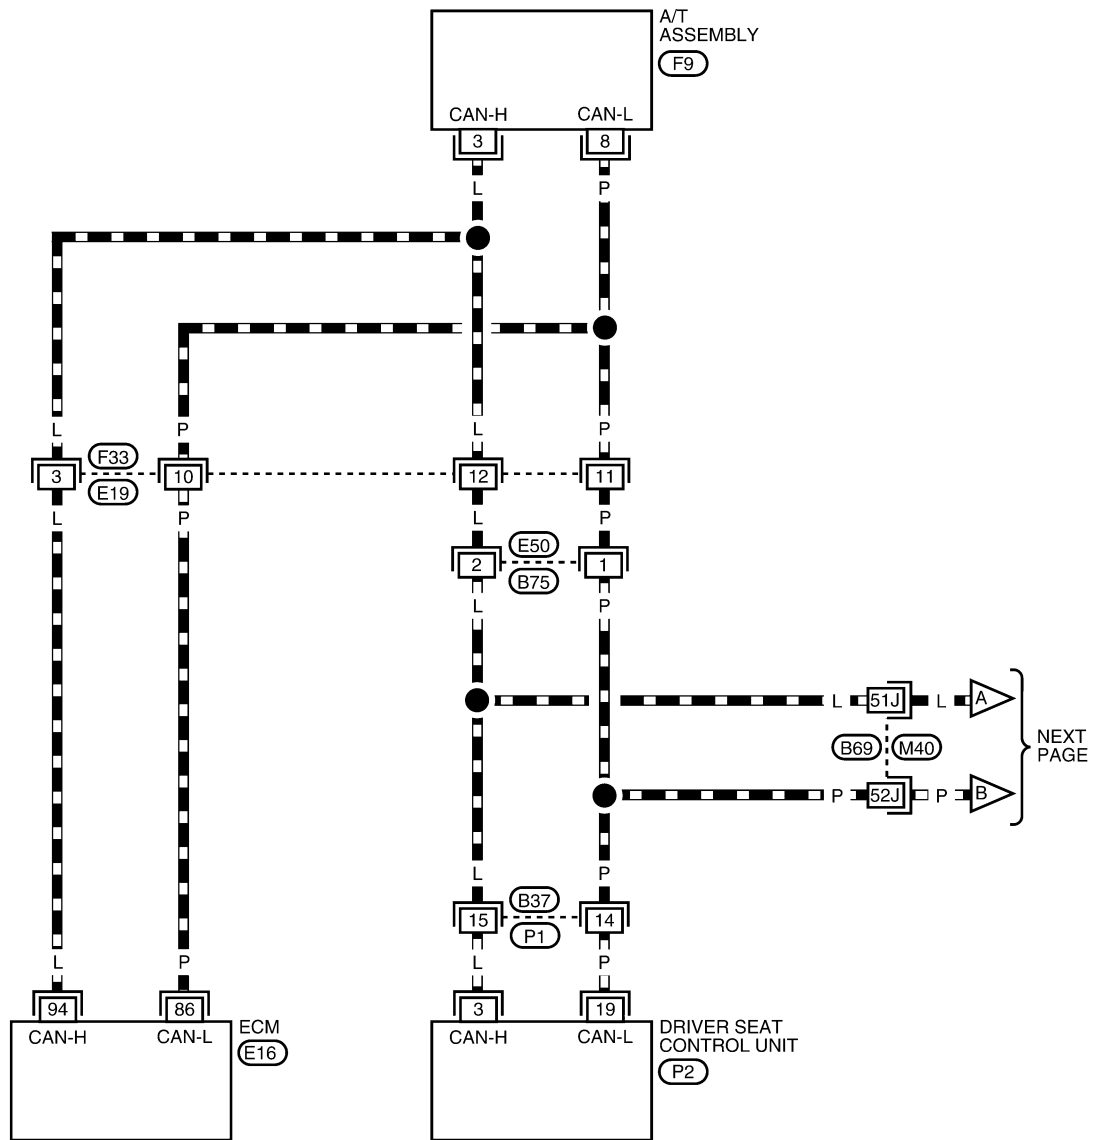 A/T
ASSEMBLY
F9
CAN-H CAN-L
3 8
L P
L P L P
F33
3 10 12 11
E19
L P L P
E50
2 1
B75
L P
L 51J L A
B69 M40
NEXT
PAGE
P 52J P B
L P
B37
15 14
P1
L P L P
94 86 3 19
CAN-H CAN-L
ECM
E16
CAN-H CAN-L
DRIVER SEAT
CONTROL UNIT
P2